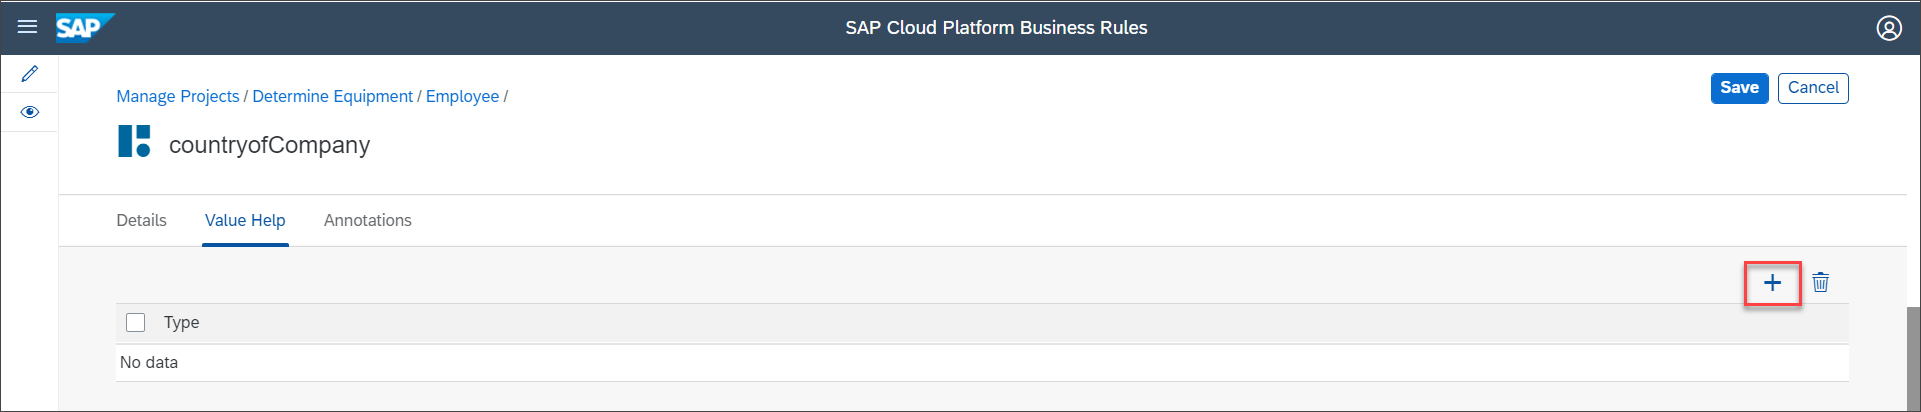 SAP
SAP Cloud Platform Business Rules
Manage Projects / Determine Equipment / Employee /
Save
Cancel
countryofCompany
Details
Value Help
Annotations
Type
No data